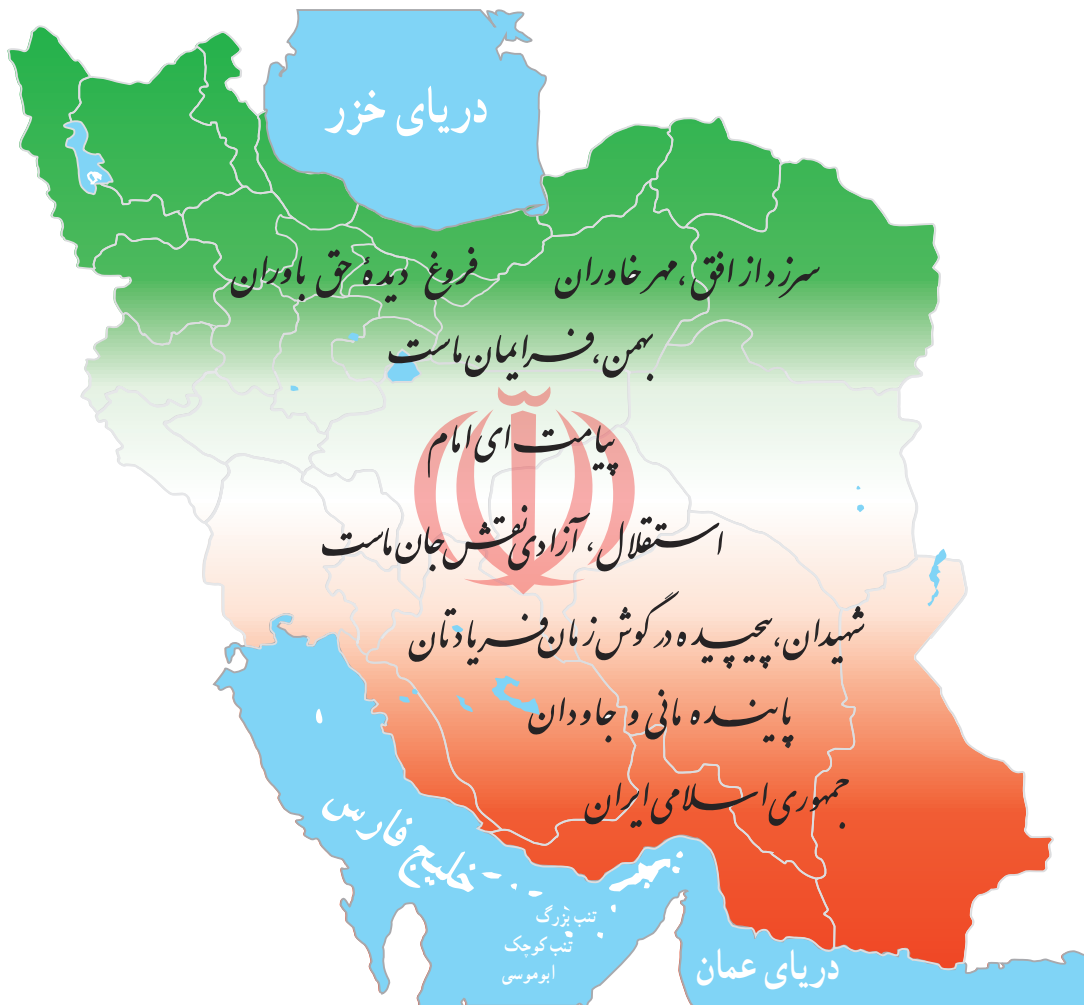 دریای خزر
سرزد از افق، مهر خاوران فروغ دیدهٔ حق باوران
بهمن، فر ایمان ماست
پیامت ای امام
استقلال، آزادی نقش جان ماست
شهیدان، پیچیده در گوش زمان فریادتان
پاینده مانی و جاودان
جمهوری اسلامی ایران
خلیج فارس
تنب بزرگ
تنب کوچک
ابوموسی
دریای عمان